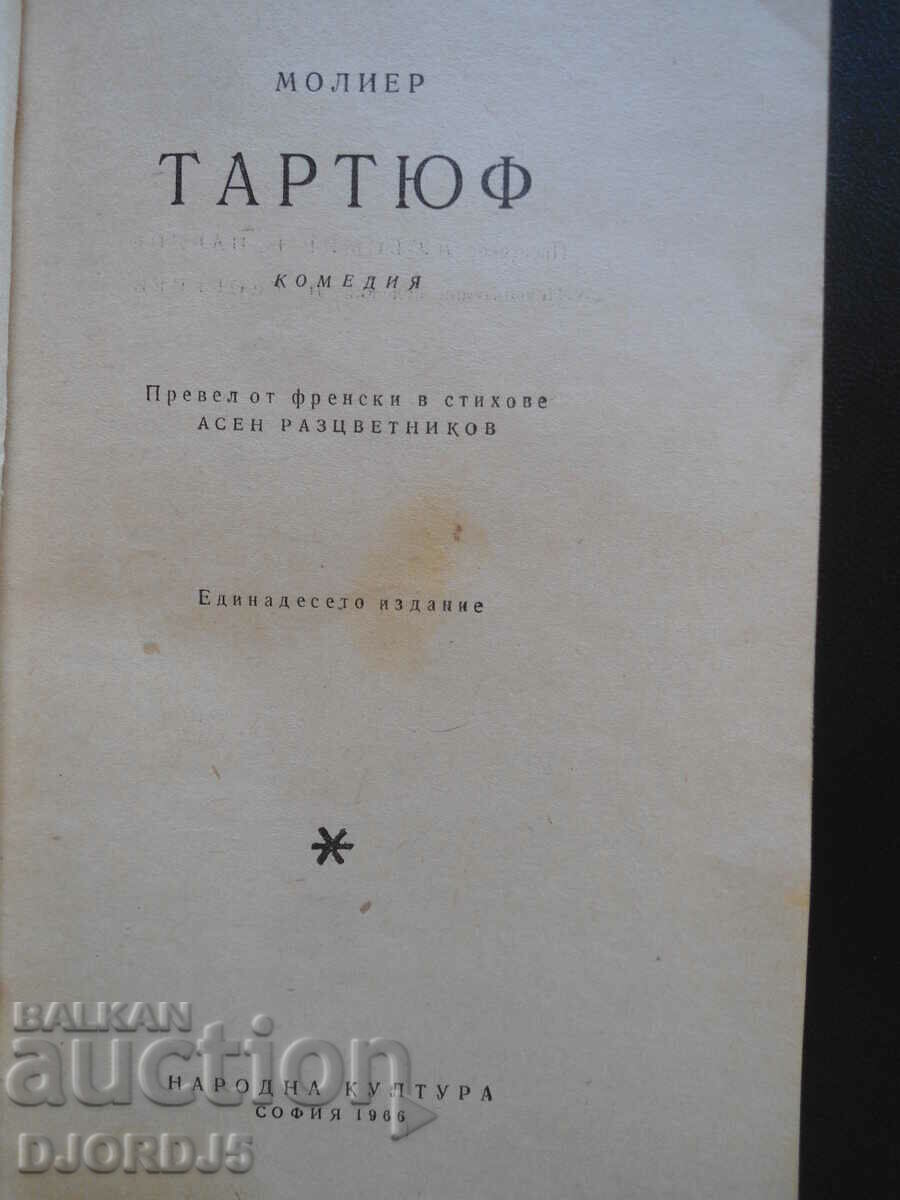 МОЛИЕР
ТАРТЮФ
КОМЕДИЯ
Превел от френски в стихове
АСЕН РАЗЦВЕТНИКОВ
Единадесето издание
BALKAN
auction
НАРОДНА КУЛТУРА
СОФИЯ 1966
DJORDJ5